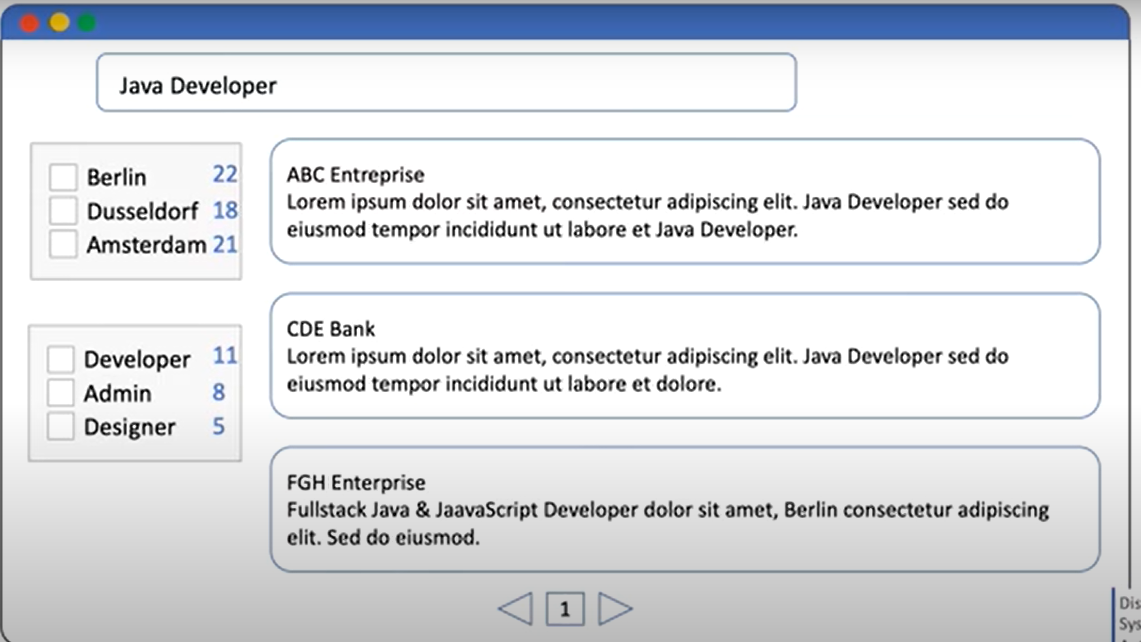 Java Developer
Berlin 22
Dusseldorf 18
Amsterdam 21
Developer 11
Admin 8
Designer 5
ABC Entreprise
Lorem ipsum dolor sit amet, consectetur adipiscing elit. Java Developer sed do
eiusmod tempor incididunt ut labore et Java Developer.
CDE Bank
Lorem ipsum dolor sit amet, consectetur adipiscing elit. Java Developer sed do
eiusmod tempor incididunt ut labore et dolore.
FGH Enterprise
Fullstack Java & JaavaScript Developer dolor sit amet, Berlin consectetur adipiscing
elit. Sed do eiusmod.
1